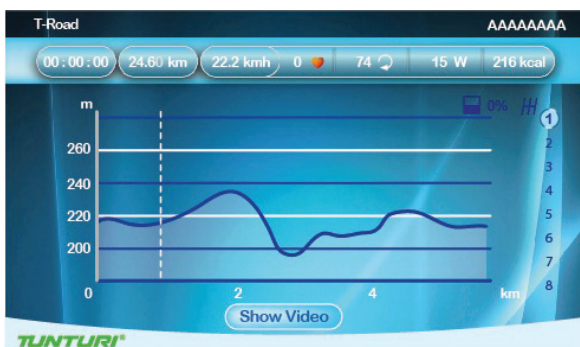 T-Road AAAAAAAA
00:00:00 24.60 km 22.2 kmh 0 74 15 W 216 kcal
m 0% 1
2
260 3
240 4
220 5
6
200 7
0 2 4 km 8
Show Video
TUNTURI®